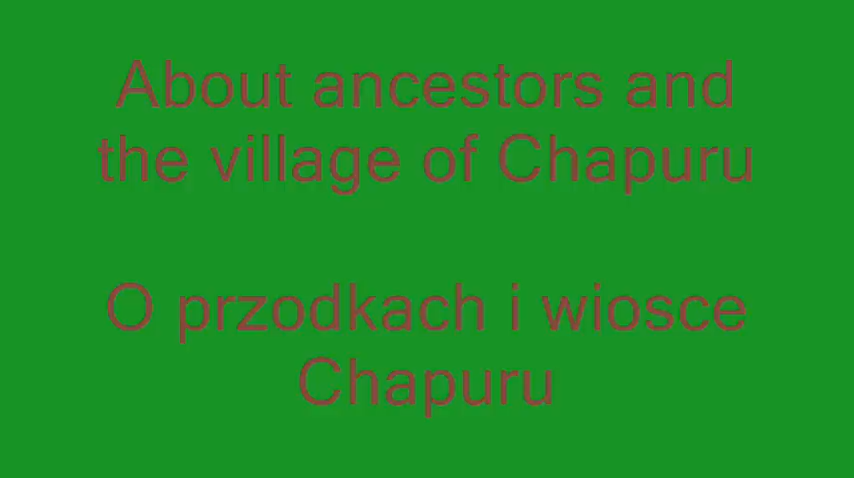 About ancestors and
the village of Chapuru
O przodkach i wiosce
Chapuru